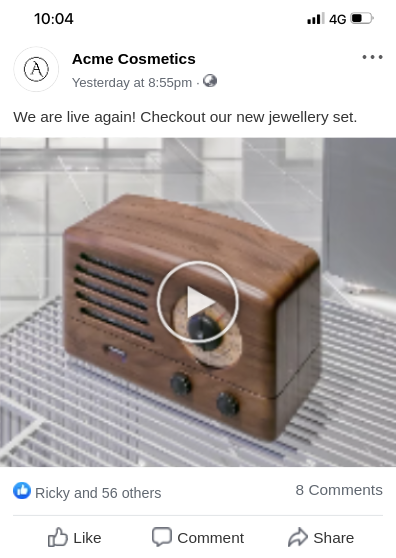 10:04
4G
Acme Cosmetics
Yesterday at 8:55pm ·
We are live again! Checkout our new jewellery set.
Ricky and 56 others
8 Comments
Like
Comment
Share